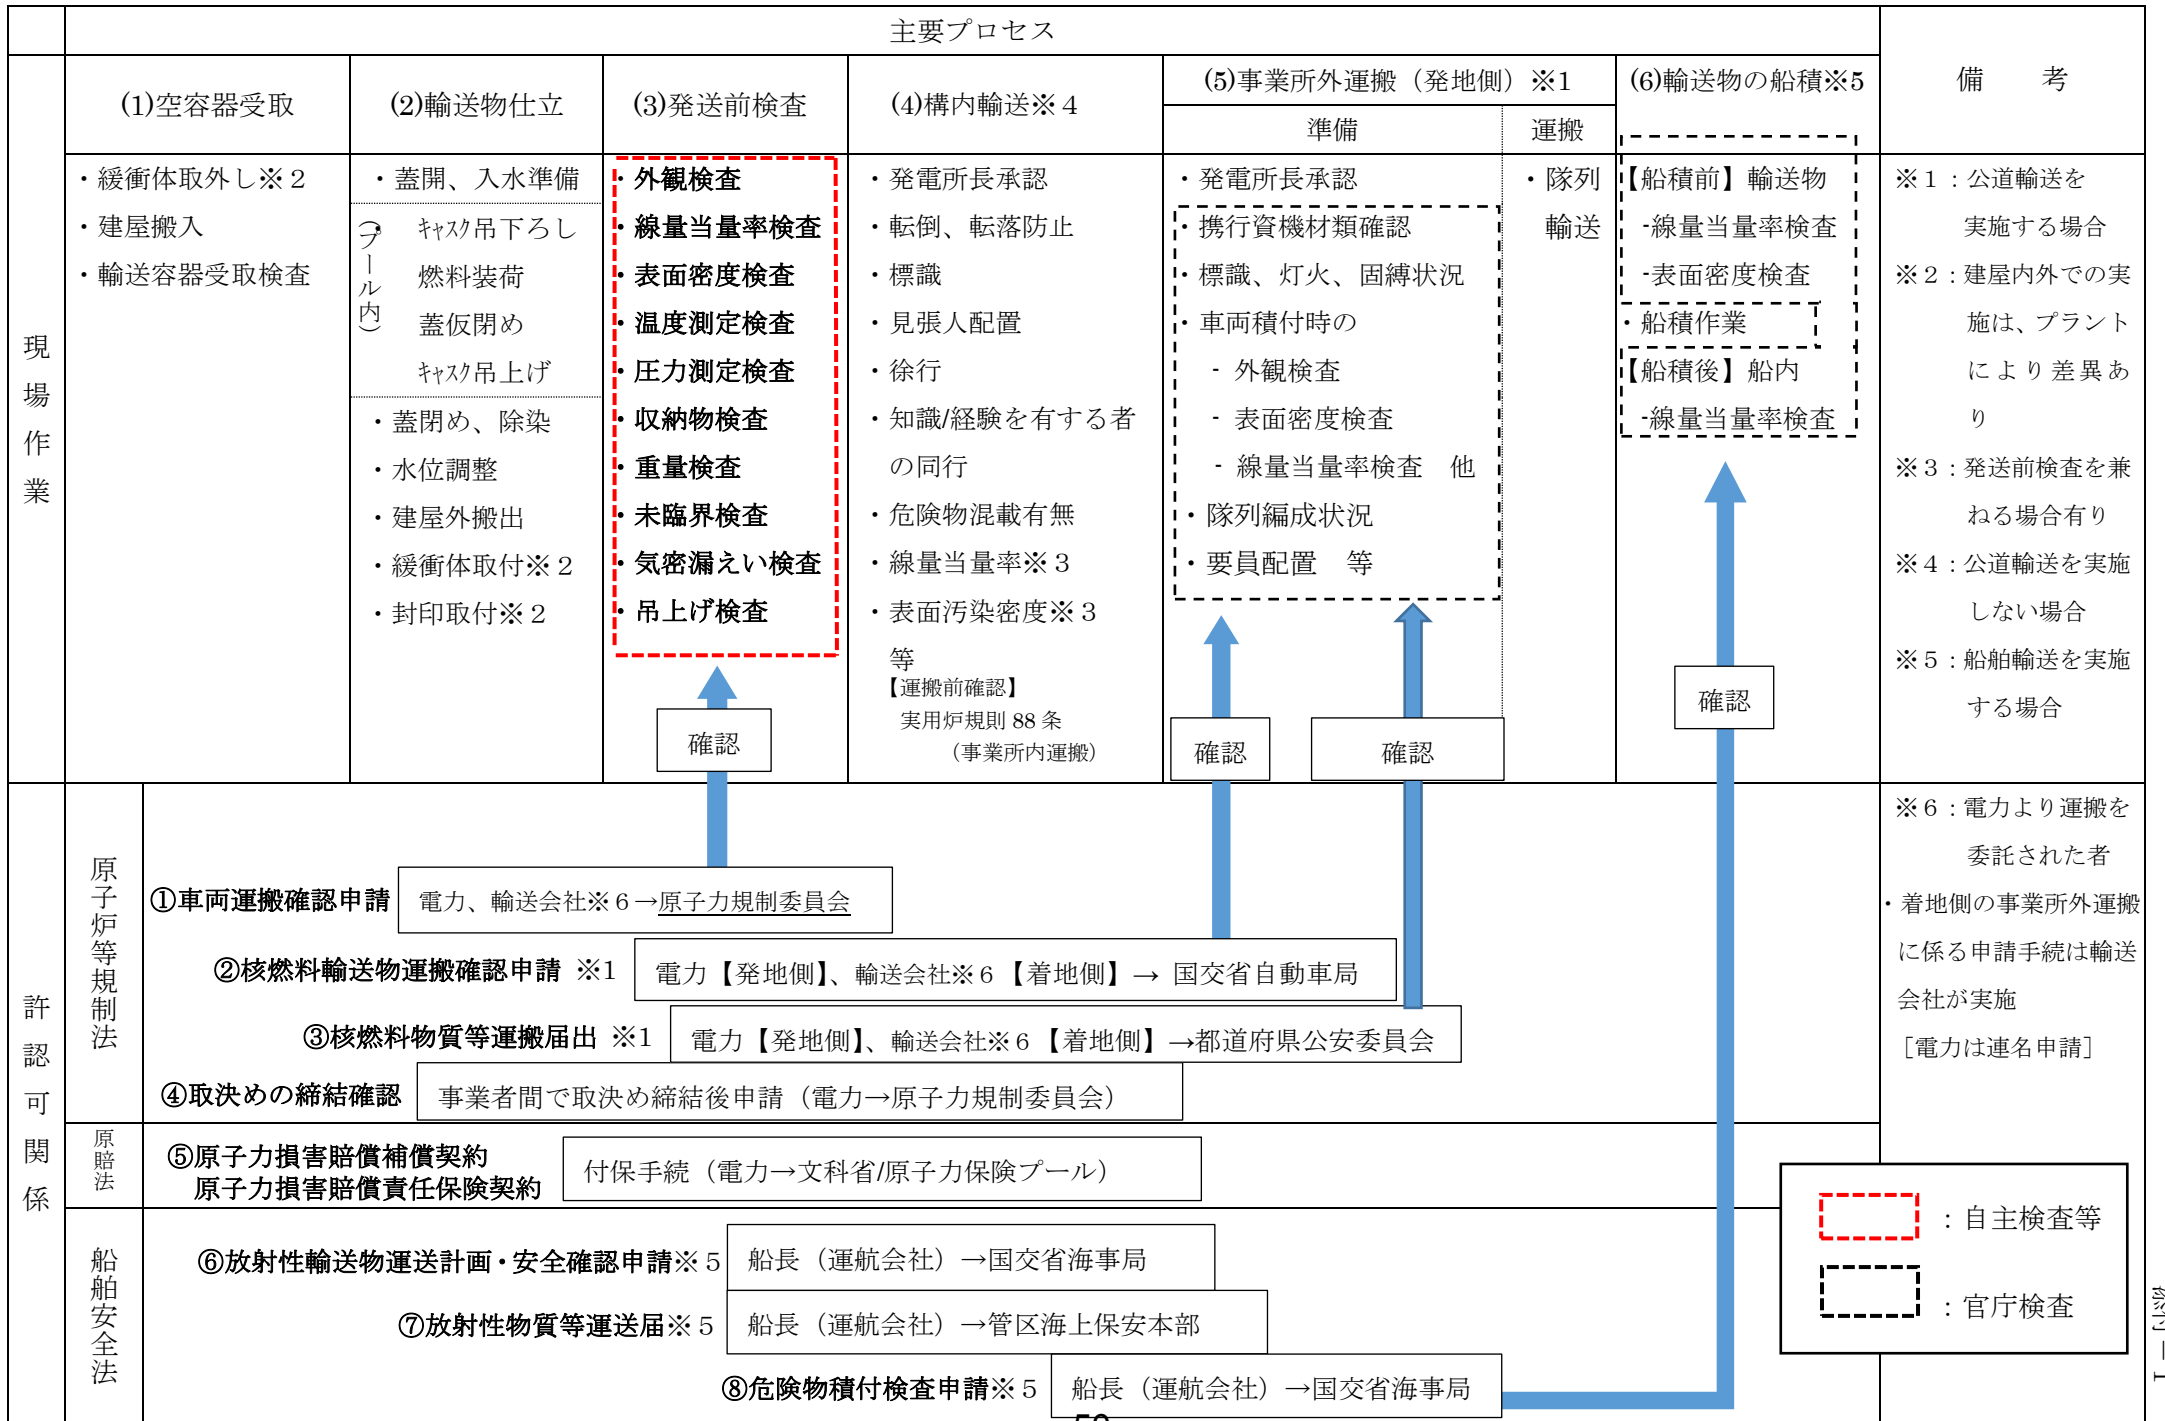 主要プロセス
備　考
(1)空容器受取
(2)輸送物仕立
(3)発送前検査
(4)構内輸送※４
(5)事業所外運搬（発地側）※1
準備
運搬
(6)輸送物の船積※5
現場作業
・緩衝体取外し※２
・建屋搬入
・輸送容器受取検査
・蓋開、入水準備
（プール内）
ｷｬｽｸ吊下ろし
燃料装荷
蓋仮閉め
ｷｬｽｸ吊上げ
・蓋閉め、除染
・水位調整
・建屋外搬出
・緩衝体取付※２
・封印取付※２
・外観検査
・線量当量率検査
・表面密度検査
・温度測定検査
・圧力測定検査
・収納物検査
・重量検査
・未臨界検査
・気密漏えい検査
・吊上げ検査
確認
・発電所長承認
・転倒、転落防止
・標識
・見張人配置
・徐行
・知識/経験を有する者
の同行
・危険物混載有無
・線量当量率※３
・表面汚染密度※３
等
【運搬前確認】
実用炉規則 88 条
（事業所内運搬）
・発電所長承認
・携行資機材類確認
・標識、灯火、固縛状況
・車両積付時の
- 外観検査
- 表面密度検査
- 線量当量率検査　他
・隊列編成状況
・要員配置　等
確認
確認
・隊列
輸送
【船積前】輸送物
-線量当量率検査
-表面密度検査
・船積作業
【船積後】船内
-線量当量率検査
確認
※１：公道輸送を
実施する場合
※２：建屋内外での実
施は、プラント
により差異あ
り
※３：発送前検査を兼
ねる場合有り
※４：公道輸送を実施
しない場合
※５：船舶輸送を実施
する場合
許認可関係
原子炉等規制法
①車両運搬確認申請
電力、輸送会社※６→原子力規制委員会
②核燃料輸送物運搬確認申請 ※1
電力【発地側】、輸送会社※６【着地側】→ 国交省自動車局
③核燃料物質等運搬届出 ※1
電力【発地側】、輸送会社※６【着地側】→都道府県公安委員会
④取決めの締結確認
事業者間で取決め締結後申請（電力→原子力規制委員会）
※６：電力より運搬を
委託された者
・着地側の事業所外運搬
に係る申請手続は輸送
会社が実施
［電力は連名申請］
原賠法
⑤原子力損害賠償補償契約
原子力損害賠償責任保険契約
付保手続（電力→文科省/原子力保険プール）
船舶安全法
⑥放射性輸送物運送計画・安全確認申請※５
船長（運航会社）→国交省海事局
⑦放射性物質等運送届※５
船長（運航会社）→管区海上保安本部
⑧危険物積付検査申請※５
船長（運航会社）→国交省海事局
：自主検査等
：官庁検査